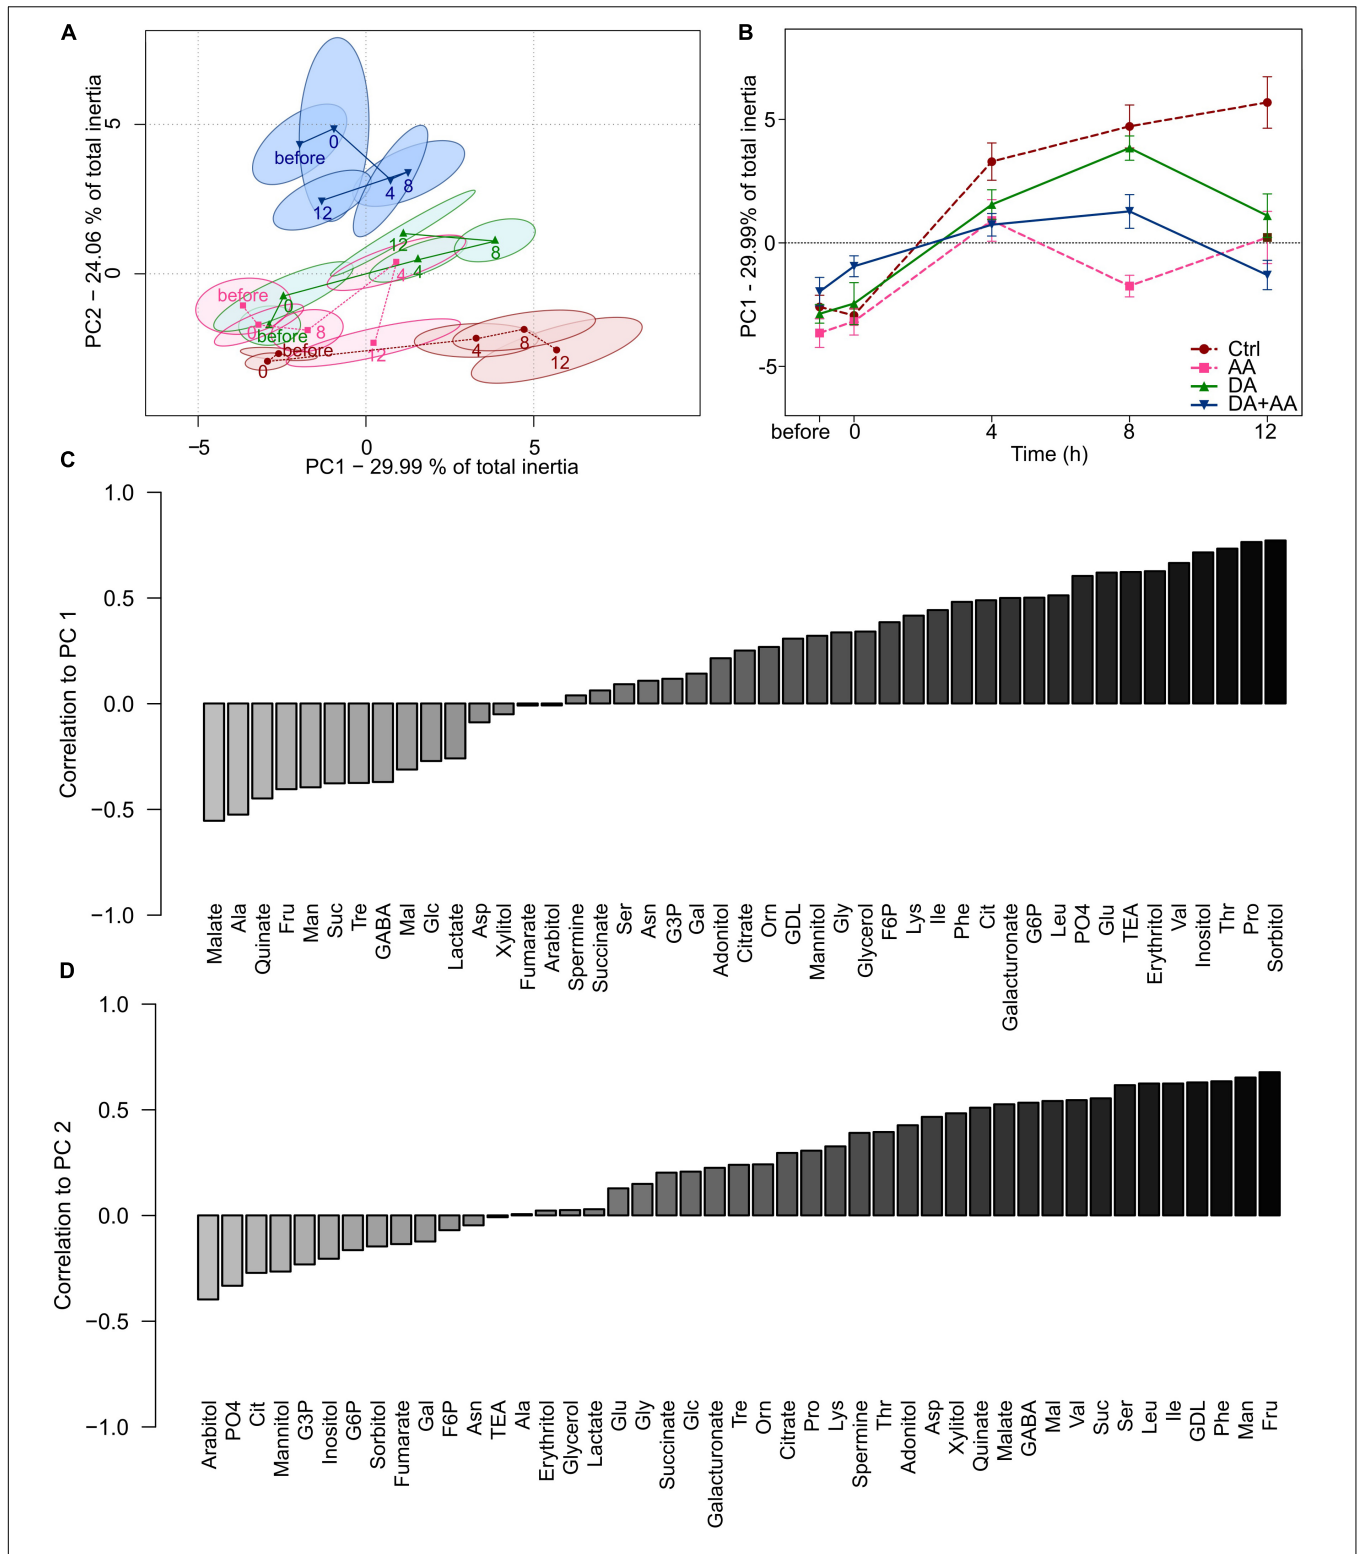 A
PC2 − 24.06 % of total inertia
5
0
before
0
4
8
12
12
8
4
0
before
before
0
4
8
12
before
0
4
8
12
−5
0
5
PC1 − 29.99 % of total inertia
B
PC1 - 29.99% of total inertia
5
0
-5
Ctrl
AA
DA
DA+AA
before
0
4
8
12
Time (h)
C
Correlation to PC 1
1.0
0.5
0.0
−0.5
−1.0
Malate
Ala
Quinate
Fru
Man
Suc
Tre
GABA
Mal
Glc
Lactate
Asp
Xylitol
Fumarate
Arabitol
Spermine
Succinate
Ser
Asn
G3P
Gal
Adonitol
Citrate
Orn
GDL
Mannitol
Gly
Glycerol
F6P
Lys
Ile
Phe
Cit
Galacturonate
G6P
Leu
PO4
Glu
TEA
Erythritol
Val
Inositol
Thr
Pro
Sorbitol
D
Correlation to PC 2
1.0
0.5
0.0
−0.5
−1.0
Arabitol
PO4
Cit
Mannitol
G3P
Inositol
G6P
Sorbitol
Fumarate
Gal
F6P
Asn
TEA
Ala
Erythritol
Glycerol
Lactate
Glu
Gly
Succinate
Glc
Galacturonate
Tre
Orn
Citrate
Pro
Lys
Spermine
Thr
Adonitol
Asp
Xylitol
Quinate
Malate
GABA
Mal
Val
Suc
Ser
Leu
Ile
GDL
Phe
Man
Fru